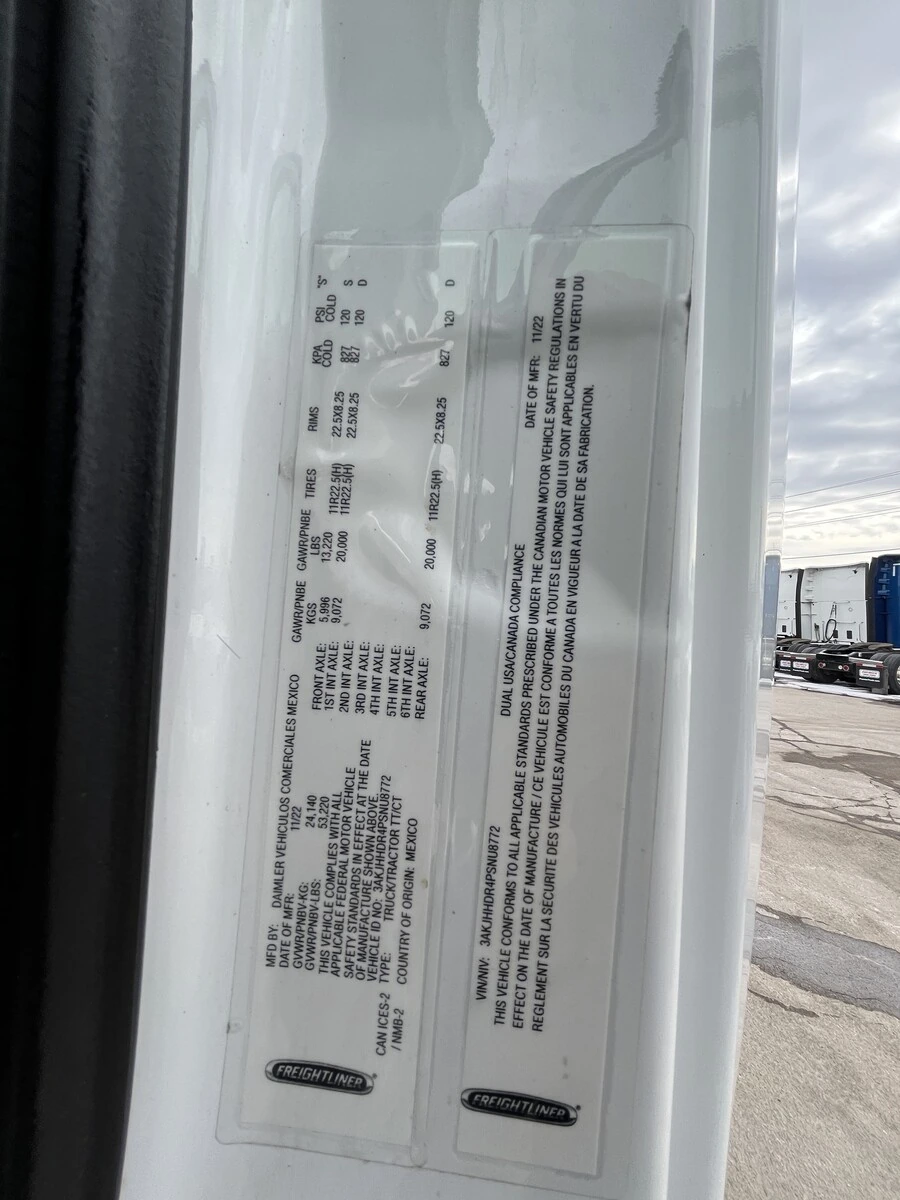 FREIGHTLINER
MFD BY: DAIMLER VEHICULOS COMERCIALES MEXICO
DATE OF MFR: 11/22
GVWR/PNBV-KG: 24,140
GVWR/PNBV-LBS: 53,220
THIS VEHICLE COMPLIES WITH ALL
APPLICABLE FEDERAL MOTOR VEHICLE
SAFETY STANDARDS IN EFFECT AT THE DATE
OF MANUFACTURE SHOWN ABOVE.
VEHICLE ID NO: 3AKJHHDR4PSNU8772
TYPE: TRUCK/TRACTOR TT/CT
COUNTRY OF ORIGIN: MEXICO
CAN ICES-2
/ NMB-2
GAWR/PNBE KGS GAWR/PNBE LBS TIRES RIMS KPA COLD PSI COLD "S"
FRONT AXLE: 5,996 13,220 11R22.5(H) 22.5X8.25 827 120 S
1ST INT AXLE: 9,072 20,000 11R22.5(H) 22.5X8.25 827 120 D
2ND INT AXLE:
3RD INT AXLE:
4TH INT AXLE:
5TH INT AXLE:
6TH INT AXLE:
REAR AXLE: 9,072 20,000 11R22.5(H) 22.5X8.25 827 120 D
FREIGHTLINER
DUAL USA/CANADA COMPLIANCE
VIN/NIV: 3AKJHHDR4PSNU8772 DATE OF MFR: 11/22
THIS VEHICLE CONFORMS TO ALL APPLICABLE STANDARDS PRESCRIBED UNDER THE CANADIAN MOTOR VEHICLE SAFETY REGULATIONS IN
EFFECT ON THE DATE OF MANUFACTURE / CE VEHICULE EST CONFORME A TOUTES LES NORMES QUI LUI SONT APPLICABLES EN VERTU DU
REGLEMENT SUR LA SECURITE DES VEHICULES AUTOMOBILES DU CANADA EN VIGUEUR A LA DATE DE SA FABRICATION.